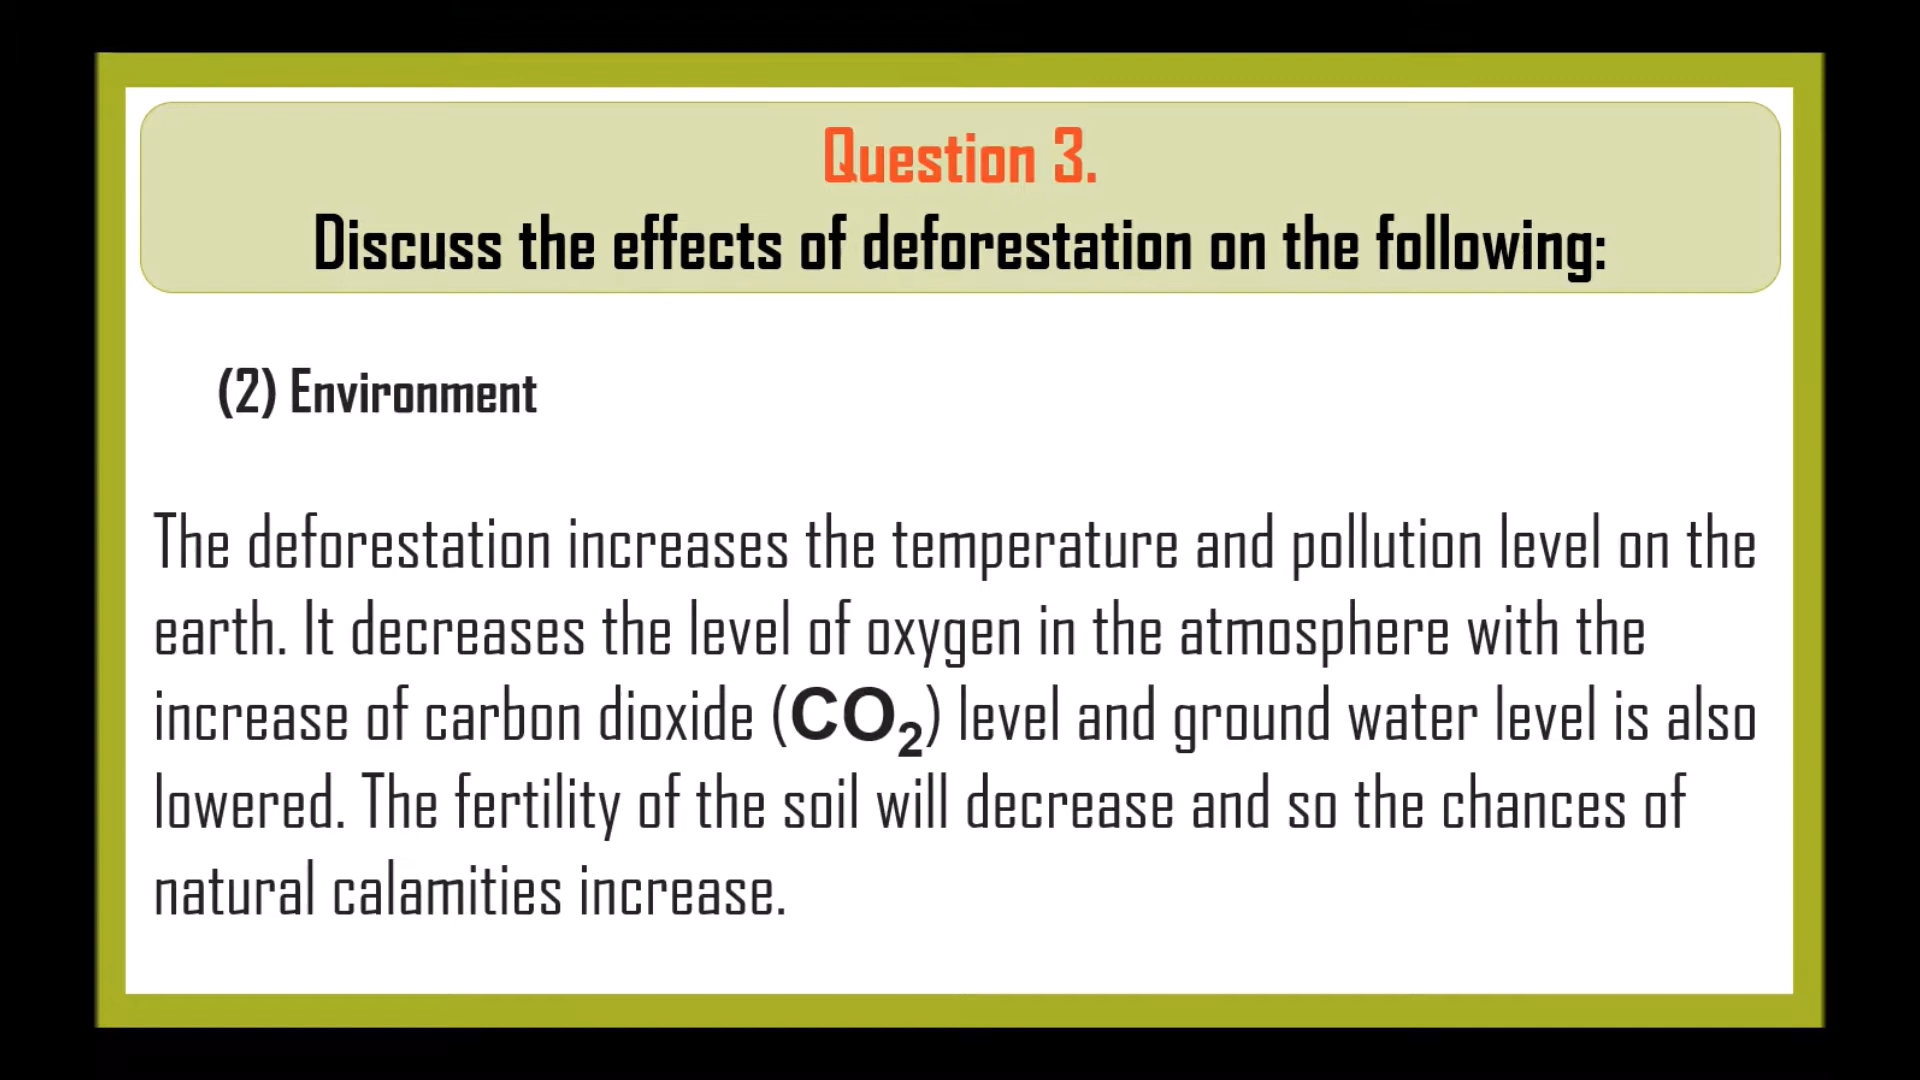 Question 3.
Discuss the effects of deforestation on the following:
(2) Environment
The deforestation increases the temperature and pollution level on the
earth. It decreases the level of oxygen in the atmosphere with the
increase of carbon dioxide (CO₂) level and ground water level is also
lowered. The fertility of the soil will decrease and so the chances of
natural calamities increase.